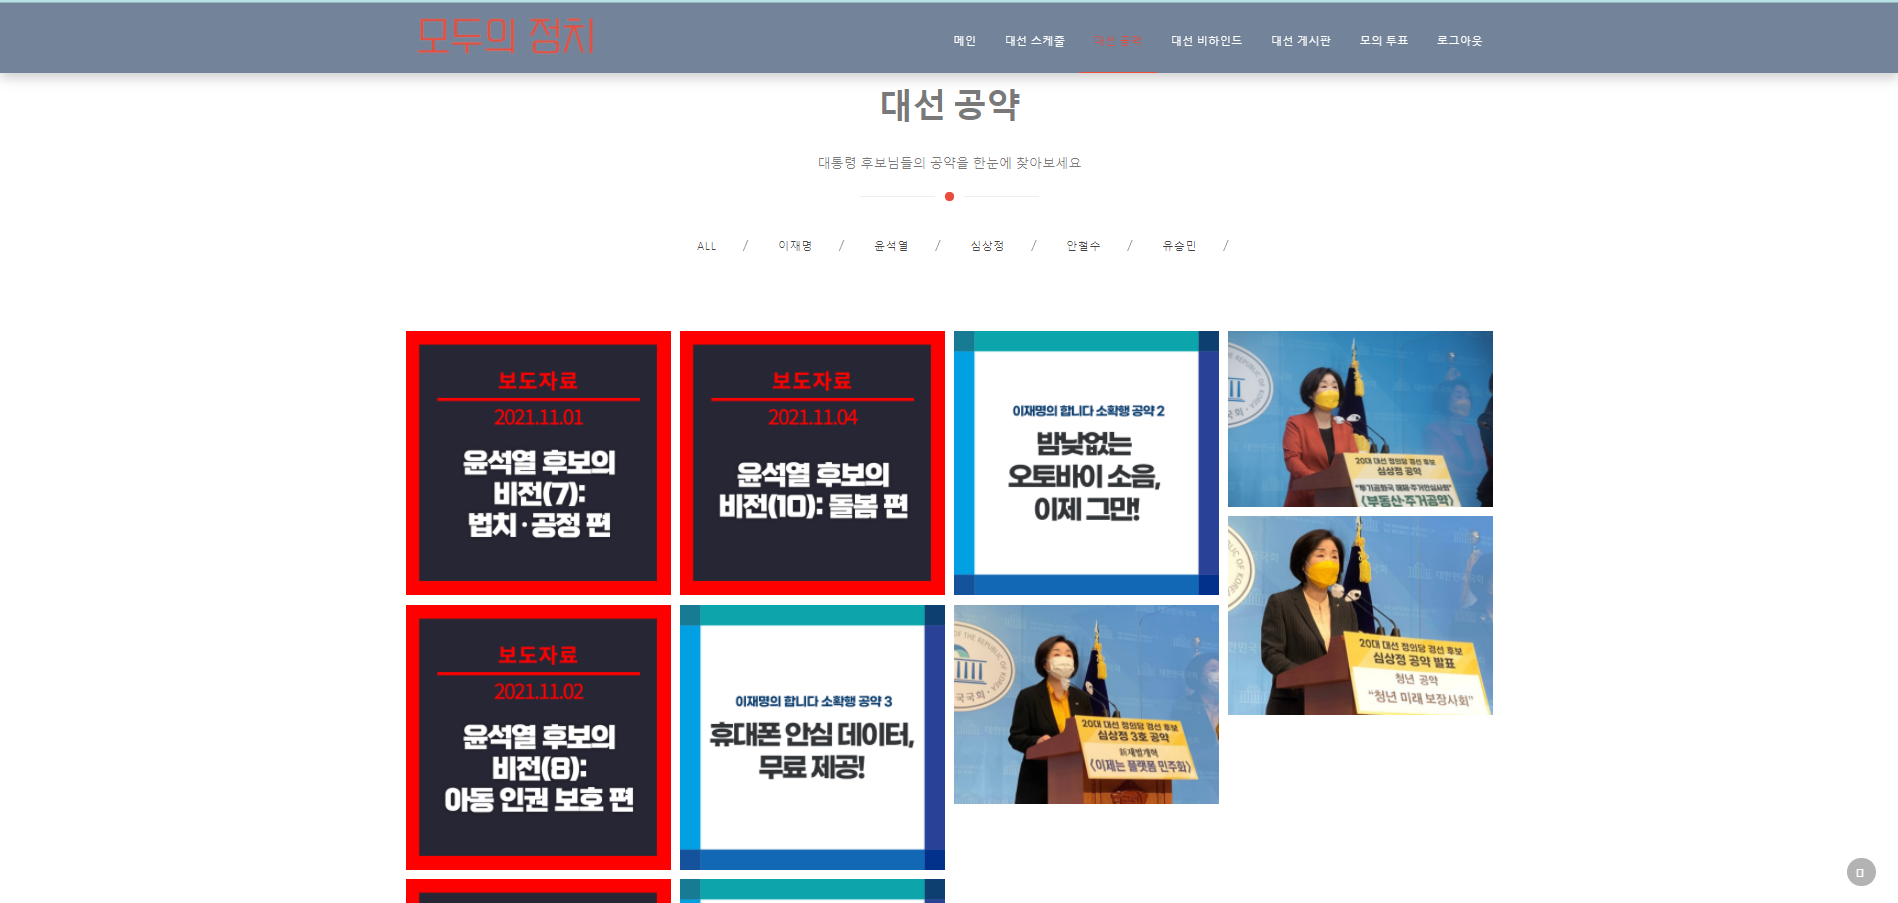 모두의 정치
메인
대선 스케줄
대선 공약
대선 비하인드
대선 게시판
모의 투표
로그아웃
대선 공약
대통령 후보님들의 공약을 한눈에 찾아보세요
ALL / 이재명 / 윤석열 / 심상정 / 안철수 / 유승민 /
보도자료
2021.11.01
윤석열 후보의
비전(7):
법치·공정 편
보도자료
2021.11.04
윤석열 후보의
비전(10): 돌봄 편
이재명의 합니다 소확행 공약 2
밤낮없는
오토바이 소음,
이제 그만!
20대 대선 정의당 경선 후보
심상정 공약
"투기공화국 해체·주거안심사회"
〈부동산·주거공약〉
20대 대선 정의당 경선 후보
심상정 공약 발표
청년 공약
"청년 미래 보장사회"
보도자료
2021.11.02
윤석열 후보의
비전(8):
아동 인권 보호 편
이재명의 합니다 소확행 공약 3
휴대폰 안심 데이터,
무료 제공!
20대 대선 정의당 경선 후보
심상정 3호 공약
新재벌개혁
〈이제는 플랫폼 민주화〉